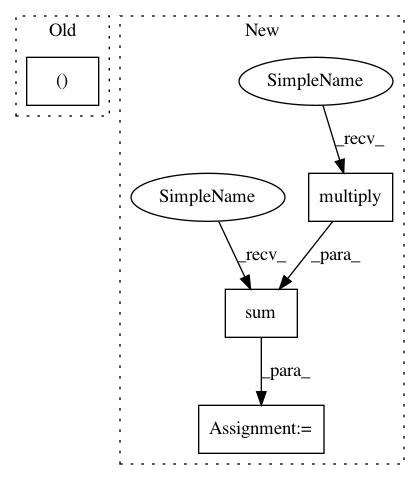 Old
New
()
SimpleName
_recv_
SimpleName
multiply
_recv_
_para_
sum
_para_
Assignment:=